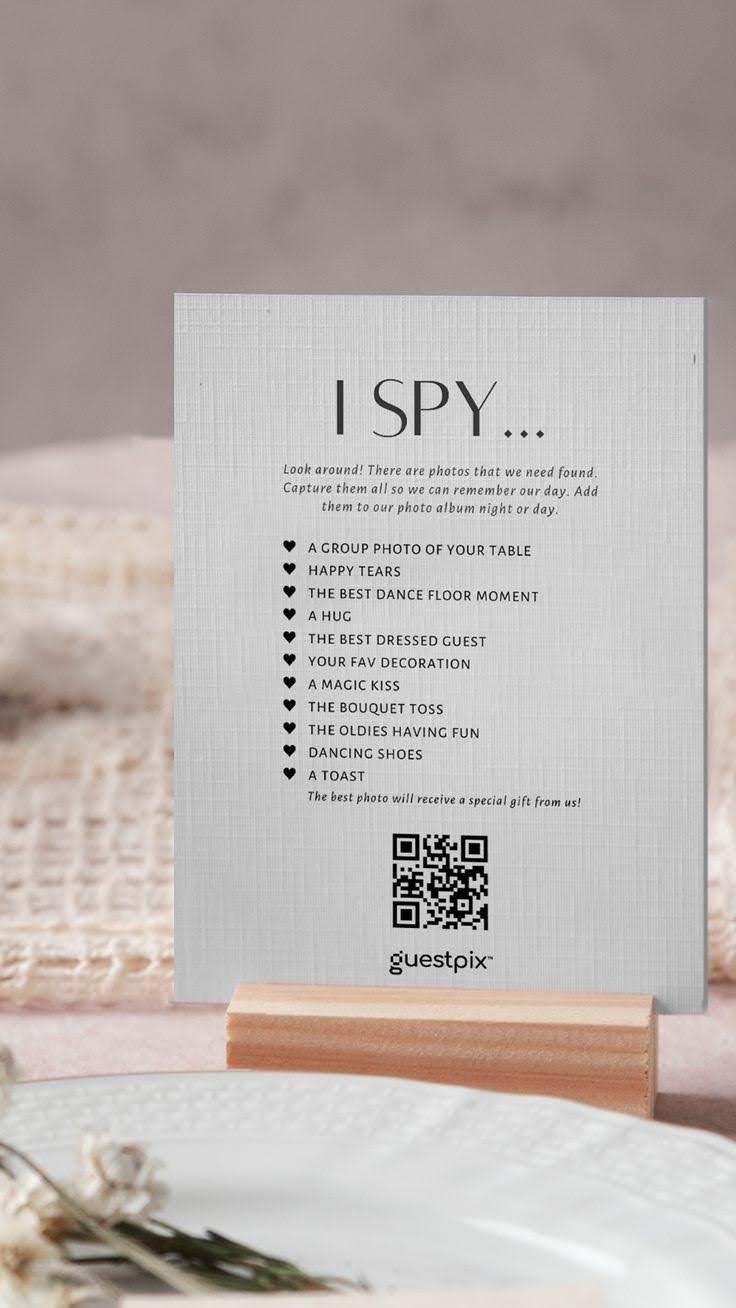 I SPY...
Look around! There are photos that we need found.
Capture them all so we can remember our day. Add
them to our photo album night or day.
♥ A GROUP PHOTO OF YOUR TABLE
♥ HAPPY TEARS
♥ THE BEST DANCE FLOOR MOMENT
♥ A HUG
♥ THE BEST DRESSED GUEST
♥ YOUR FAV DECORATION
♥ A MAGIC KISS
♥ THE BOUQUET TOSS
♥ THE OLDIES HAVING FUN
♥ DANCING SHOES
♥ A TOAST
The best photo will receive a special gift from us!
guestpix™